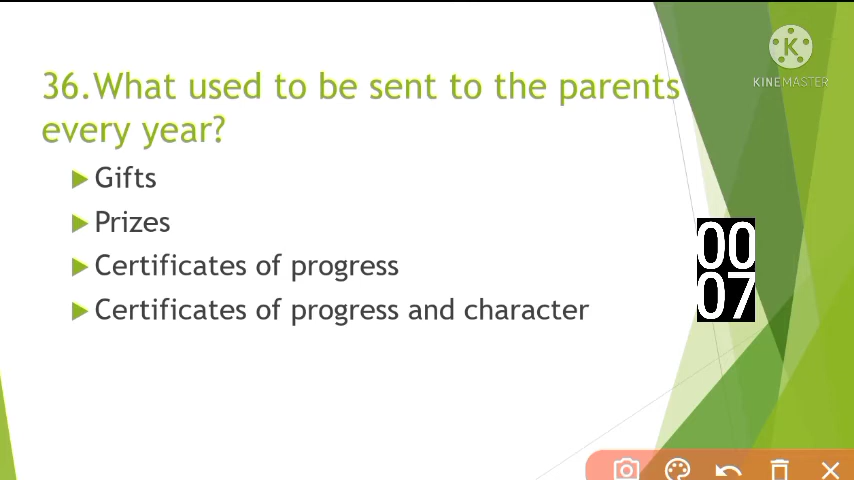 36.What used to be sent to the parents
every year?
Gifts
Prizes
Certificates of progress
Certificates of progress and character
K
KINEMASTER
00
07